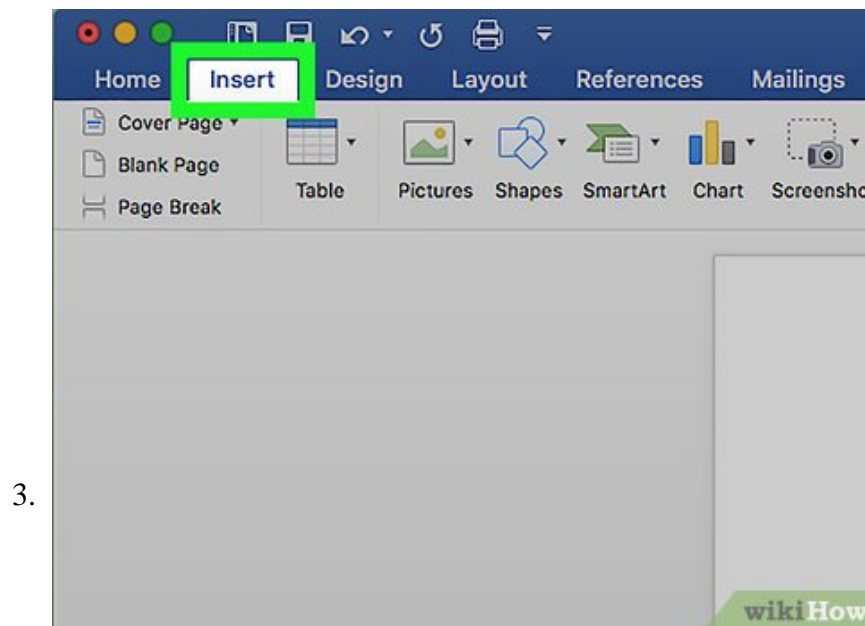 Home Insert Design Layout References Mailings
Cover Page
Blank Page
Page Break
Table Pictures Shapes SmartArt Chart Screensho
3.
wikiHow